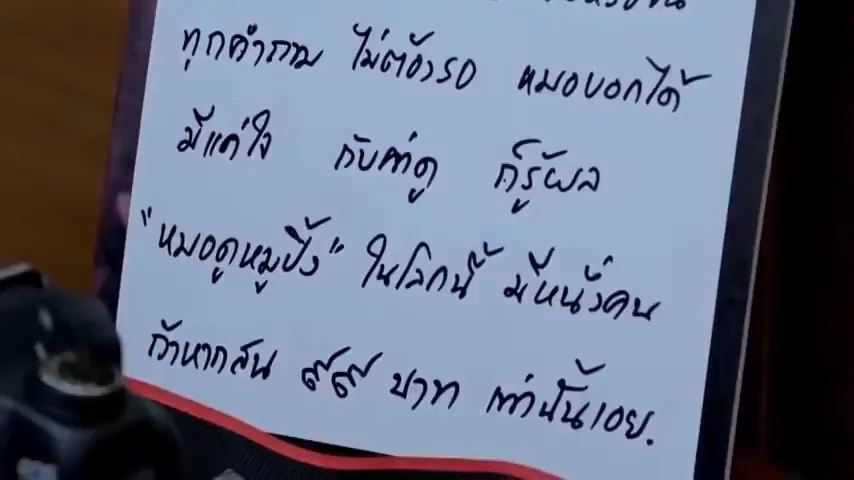 ทุกคำถาม ไม่ต้องรอ หมอบอกได้
มีแค่ใจ กับค่าดู ก็รู้ผล
"หมอดูหมูปิ้ง" ในโลกนี้ มีหนึ่งคน
ถ้าหากสน ๙๙ บาท เท่านั้นเอย.